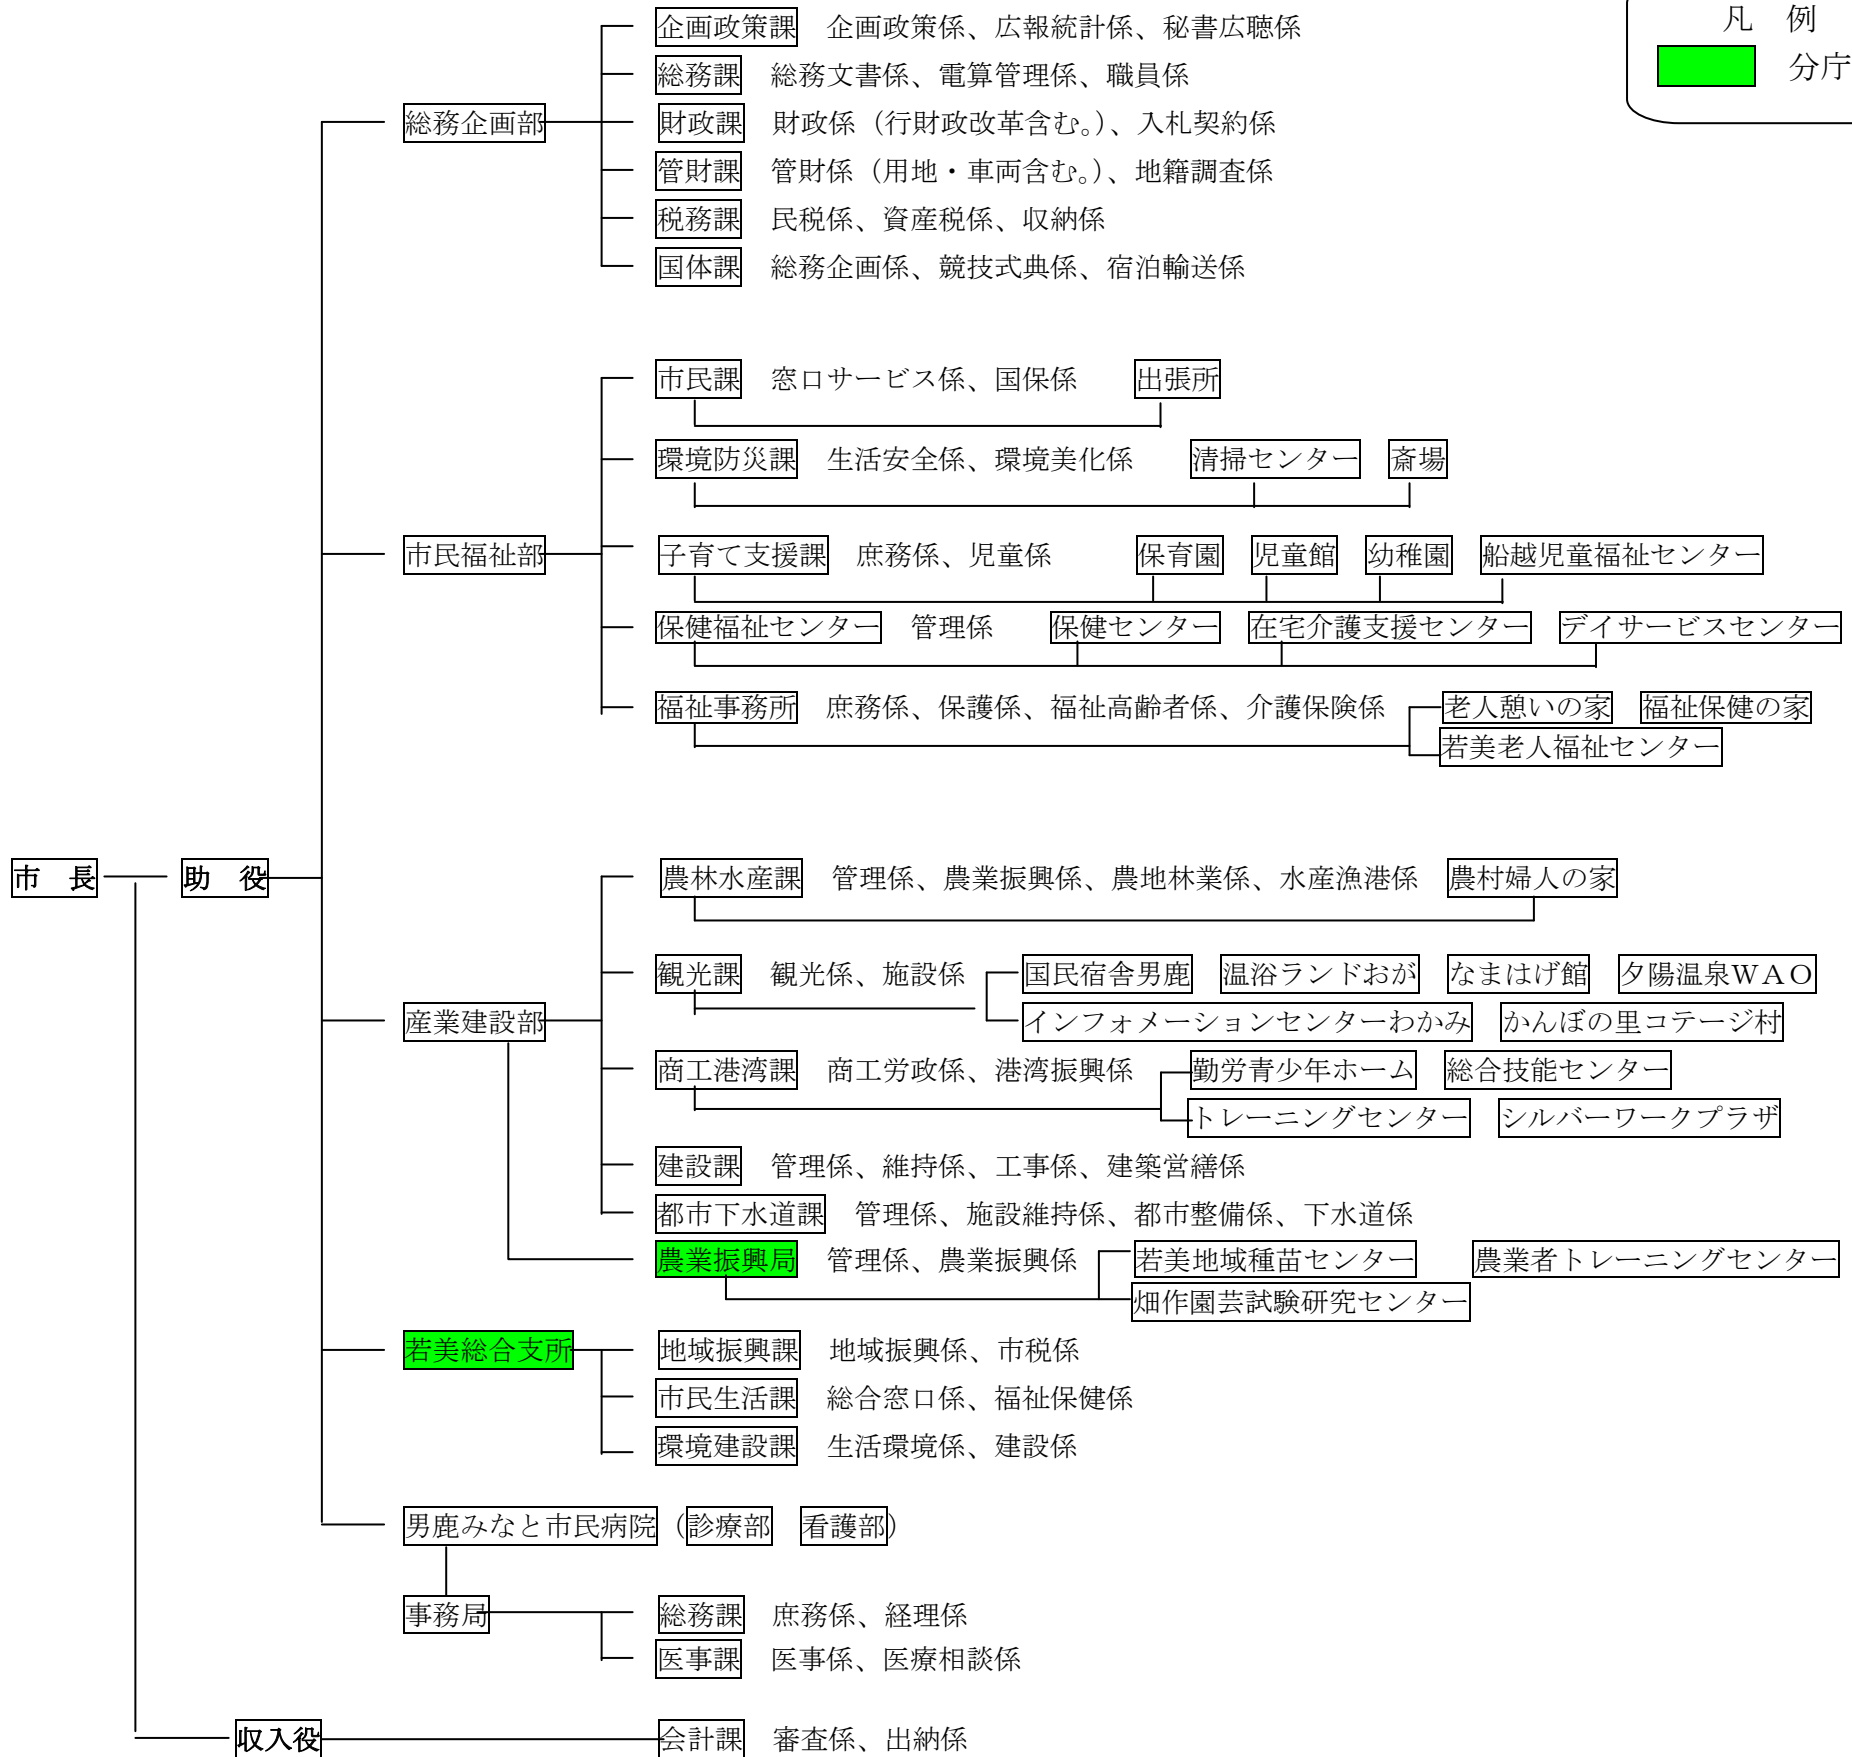 凡　例
分庁
企画政策課　企画政策係、広報統計係、秘書広聴係
総務課　総務文書係、電算管理係、職員係
総務企画部　財政課　財政係（行財政改革含む。）、入札契約係
管財課　管財係（用地・車両含む。）、地籍調査係
税務課　民税係、資産税係、収納係
国体課　総務企画係、競技式典係、宿泊輸送係
市民課　窓口サービス係、国保係　出張所
環境防災課　生活安全係、環境美化係　清掃センター　斎場
市民福祉部　子育て支援課　庶務係、児童係　保育園　児童館　幼稚園　船越児童福祉センター
保健福祉センター　管理係　保健センター　在宅介護支援センター　デイサービスセンター
福祉事務所　庶務係、保護係、福祉高齢者係、介護保険係　老人憩いの家　福祉保健の家
若美老人福祉センター
市　長　助　役　農林水産課　管理係、農業振興係、農地林業係、水産漁港係　農村婦人の家
観光課　観光係、施設係　国民宿舎男鹿　温浴ランドおが　なまはげ館　夕陽温泉ＷＡＯ
産業建設部　インフォメーションセンターわかみ　かんぼの里コテージ村
商工港湾課　商工労政係、港湾振興係　勤労青少年ホーム　総合技能センター
トレーニングセンター　シルバーワークプラザ
建設課　管理係、維持係、工事係、建築営繕係
都市下水道課　管理係、施設維持係、都市整備係、下水道係
農業振興局　管理係、農業振興係　若美地域種苗センター　農業者トレーニングセンター
畑作園芸試験研究センター
若美総合支所　地域振興課　地域振興係、市税係
市民生活課　総合窓口係、福祉保健係
環境建設課　生活環境係、建設係
男鹿みなと市民病院（診療部　看護部）
事務局　総務課　庶務係、経理係
医事課　医事係、医療相談係
収入役　会計課　審査係、出納係